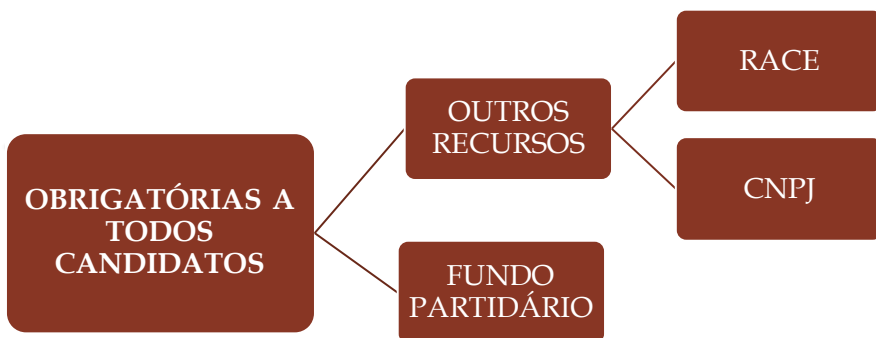 OBRIGATÓRIAS A
TODOS
CANDIDATOS
OUTROS
RECURSOS
RACE
CNPJ
FUNDO
PARTIDÁRIO